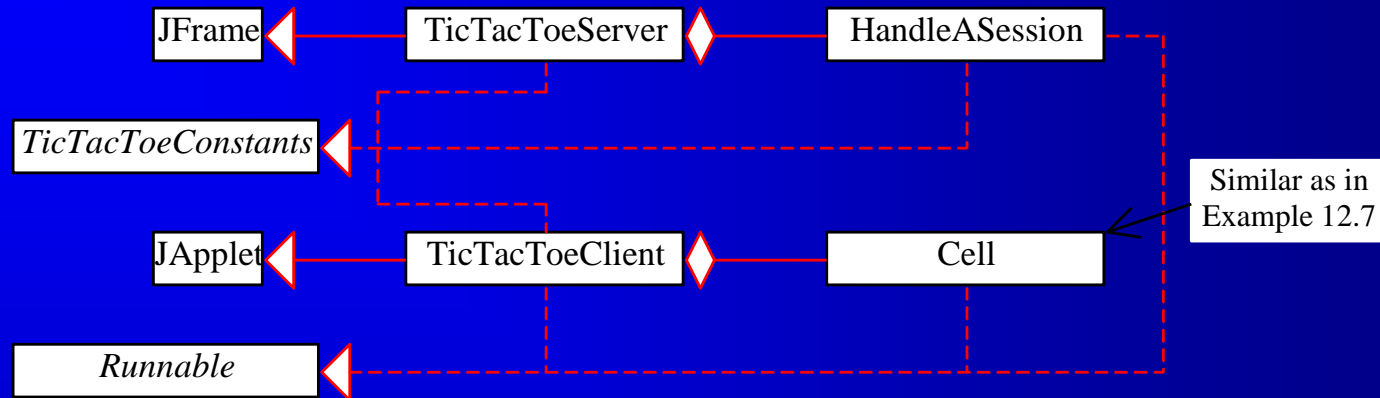 JFrame
TicTacToeServer
HandleASession
TicTacToeConstants
Similar as in
Example 12.7
JApplet
TicTacToeClient
Cell
Runnable